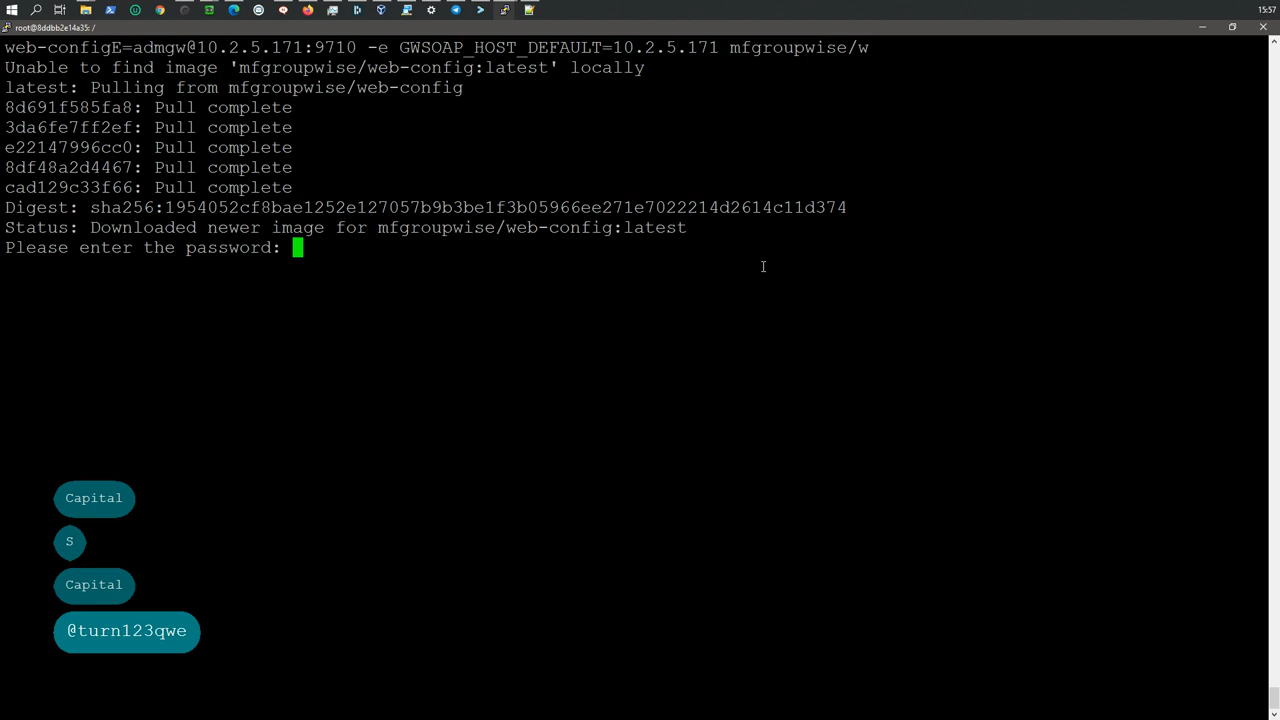 15:57
root@8ddbb2e14a35: /
web-configE=admgw@10.2.5.171:9710 -e GWSOAP_HOST_DEFAULT=10.2.5.171 mfgroupwise/w
Unable to find image 'mfgroupwise/web-config:latest' locally
latest: Pulling from mfgroupwise/web-config
8d691f585fa8: Pull complete
3da6fe7ff2ef: Pull complete
e22147996cc0: Pull complete
8df48a2d4467: Pull complete
cad129c33f66: Pull complete
Digest: sha256:1954052cf8bae1252e127057b9b3be1f3b05966ee271e7022214d2614c11d374
Status: Downloaded newer image for mfgroupwise/web-config:latest
Please enter the password:
Capital
S
Capital
@turn123qwe